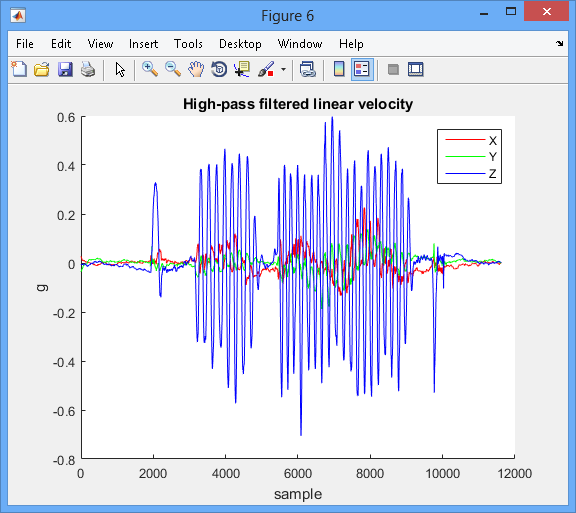 Figure 6
File Edit View Insert Tools Desktop Window Help
High-pass filtered linear velocity
X
Y
Z
0.6
0.4
0.2
0
-0.2
-0.4
-0.6
-0.8
g
0 2000 4000 6000 8000 10000 12000
sample